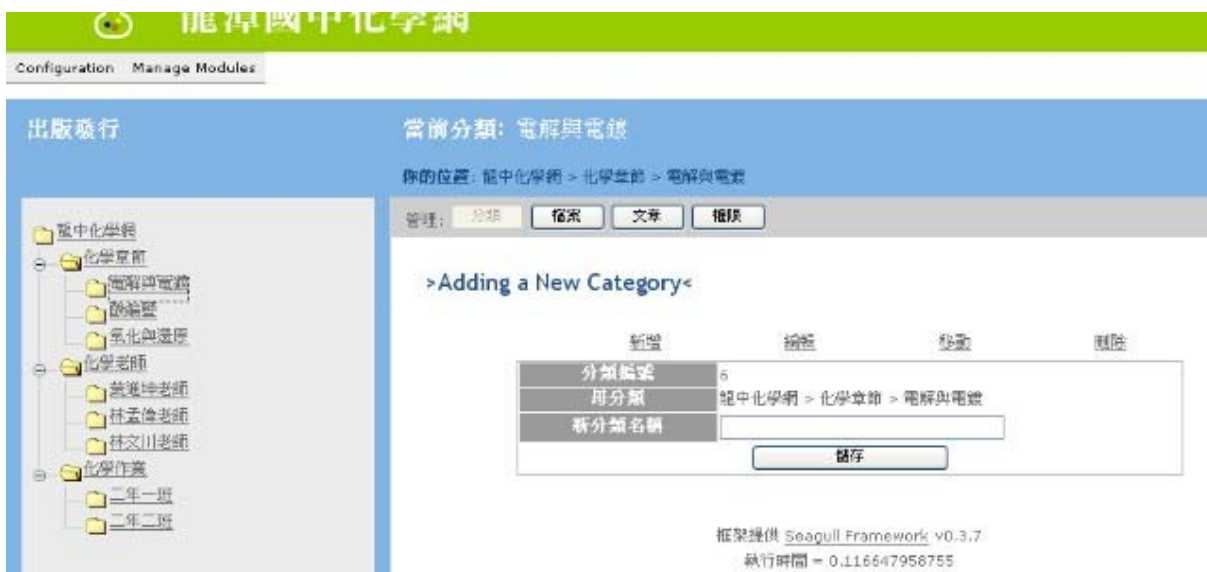 龍潭國中化學網
Configuration Manage Modules
出版發行
當前分類: 電解與電鍍
你的位置: 龍中化學網 > 化學章節 > 電解與電鍍
管理: 分類 檔案 文章 權限
龍中化學網
化學章節
電解與電鍍
酸鹼鹽
氧化與還原
化學老師
葉進坤老師
林孟偉老師
林文川老師
化學作業
二年一班
二年二班
>Adding a New Category<
新增 編輯 移動 刪除
分類編號 6
用分類 龍中化學網 > 化學章節 > 電解與電鍍
新分類名稱
儲存
框架提供 Seagull Framework v0.3.7
執行時間 = 0.116647958755